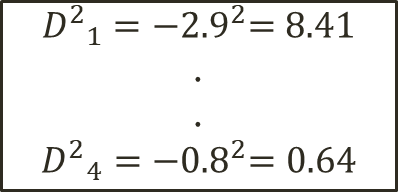 D²₁ = −2.9² = 8.41
.
.
D²₄ = −0.8² = 0.64